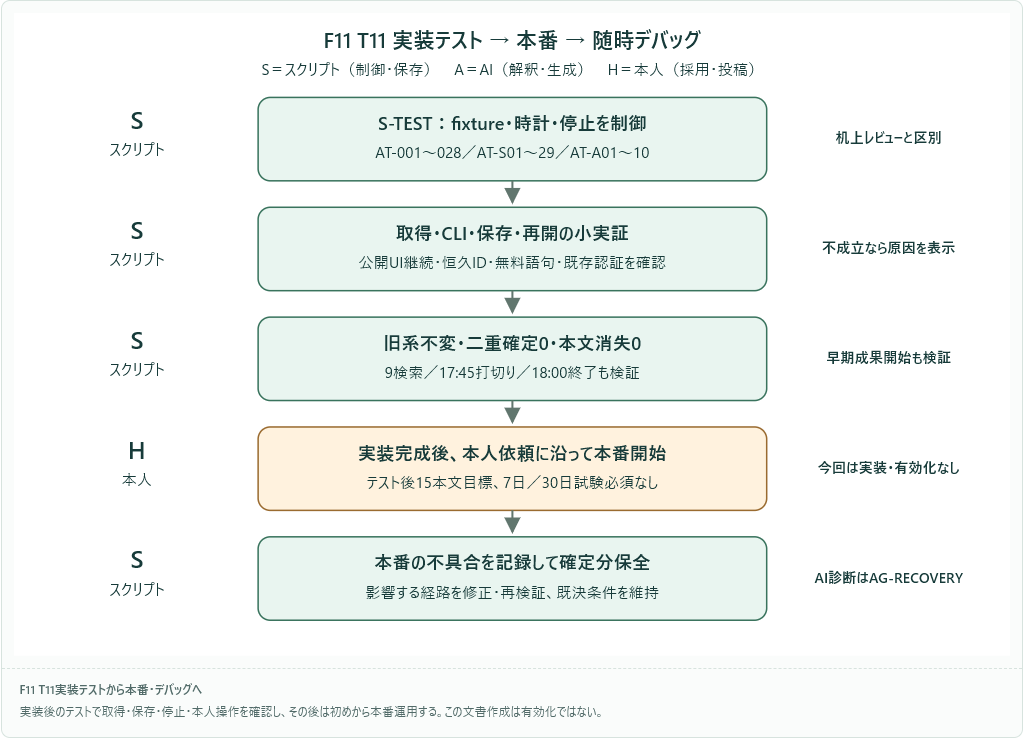 F11 T11 実装テスト → 本番 → 随時デバッグ
S＝スクリプト（制御・保存） A＝AI（解釈・生成） H＝本人（採用・投稿）
S
スクリプト
S-TEST：fixture・時計・停止を制御
AT-001〜028／AT-S01〜29／AT-A01〜10
机上レビューと区別
S
スクリプト
取得・CLI・保存・再開の小実証
公開UI継続・恒久ID・無料語句・既存認証を確認
不成立なら原因を表示
S
スクリプト
旧系不変・二重確定0・本文消失0
9検索／17:45打切り／18:00終了も検証
早期成果開始も検証
H
本人
実装完成後、本人依頼に沿って本番開始
テスト後15本文目標、7日／30日試験必須なし
今回は実装・有効化なし
S
スクリプト
本番の不具合を記録して確定分保全
影響する経路を修正・再検証、既決条件を維持
AI診断はAG-RECOVERY
F11 T11実装テストから本番・デバッグへ
実装後のテストで取得・保存・停止・本人操作を確認し、その後は初めから本番運用する。この文書作成は有効化ではない。